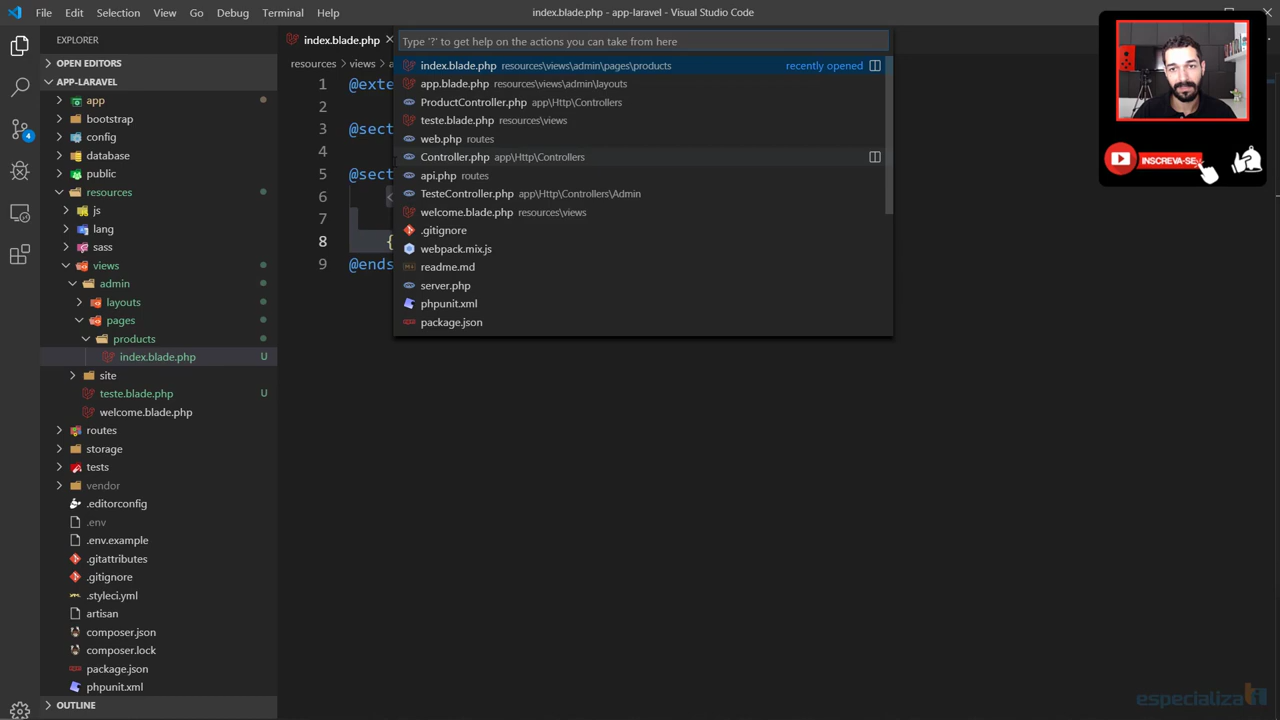 File Edit Selection View Go Debug Terminal Help
index.blade.php - app-laravel - Visual Studio Code
EXPLORER
OPEN EDITORS
APP-LARAVEL
app
bootstrap
config
database
public
resources
js
lang
sass
views
admin
layouts
pages
products
index.blade.php U
site
teste.blade.php U
welcome.blade.php
routes
storage
tests
vendor
.editorconfig
.env
.env.example
.gitattributes
.gitignore
.styleci.yml
artisan
composer.json
composer.lock
package.json
phpunit.xml
OUTLINE
4
index.blade.php
resources > views > a
1 @exte
2
3 @sect
4
5 @sect
6 <
7
8 {
9 @ends
Type '?' to get help on the actions you can take from here
index.blade.php resources\views\admin\pages\products recently opened
app.blade.php resources\views\admin\layouts
ProductController.php app\Http\Controllers
teste.blade.php resources\views
web.php routes
Controller.php app\Http\Controllers
api.php routes
TesteController.php app\Http\Controllers\Admin
welcome.blade.php resources\views
.gitignore
webpack.mix.js
readme.md
server.php
phpunit.xml
package.json
INSCREVA-SE
especializati